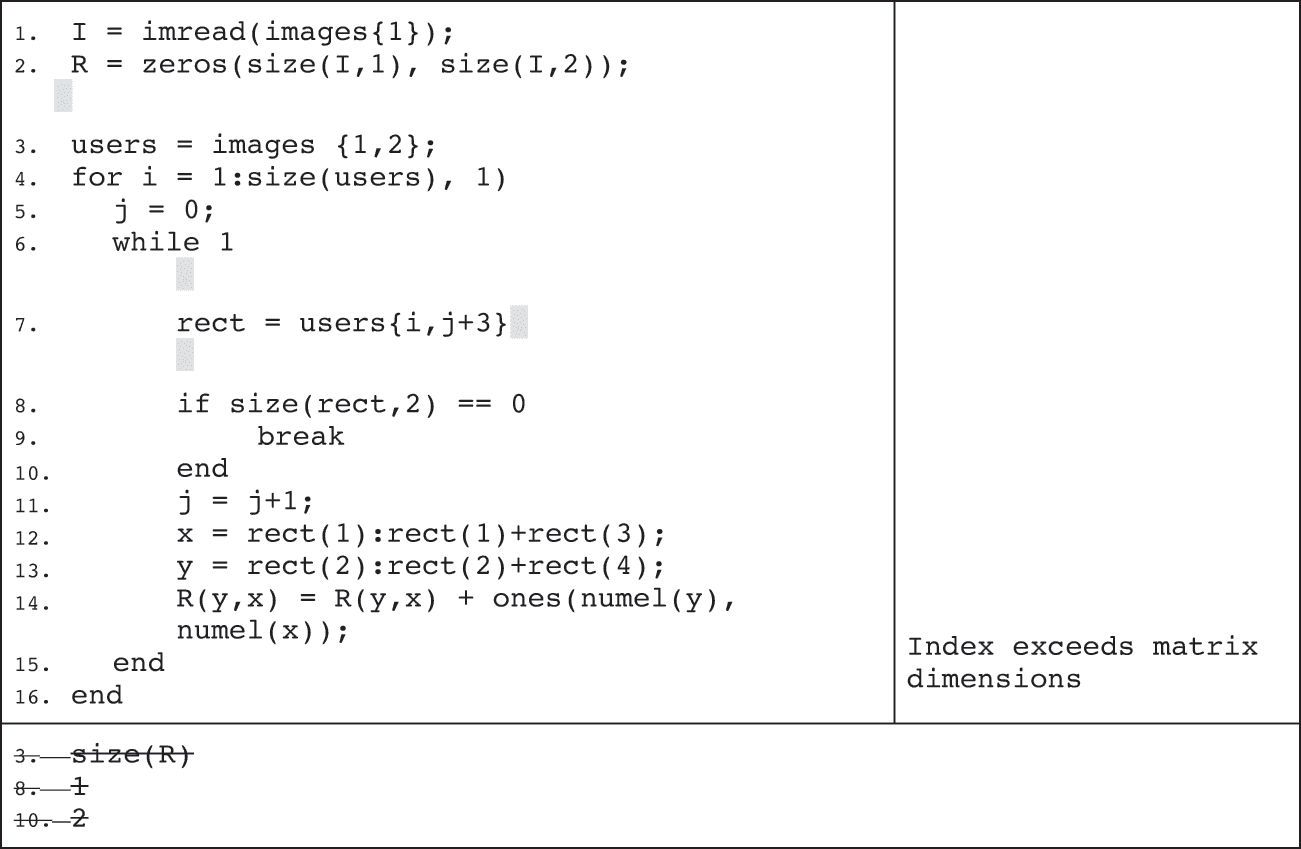 1. I = imread(images{1});
2. R = zeros(size(I,1), size(I,2));
3. users = images {1,2};
4. for i = 1:size(users), 1)
5. j = 0;
6. while 1
7. rect = users{i,j+3}
8. if size(rect,2) == 0
9. break
10. end
11. j = j+1;
12. x = rect(1):rect(1)+rect(3);
13. y = rect(2):rect(2)+rect(4);
14. R(y,x) = R(y,x) + ones(numel(y),
numel(x));
15. end
16. end
Index exceeds matrix
dimensions
3. size(R)
8. 1
10. 2